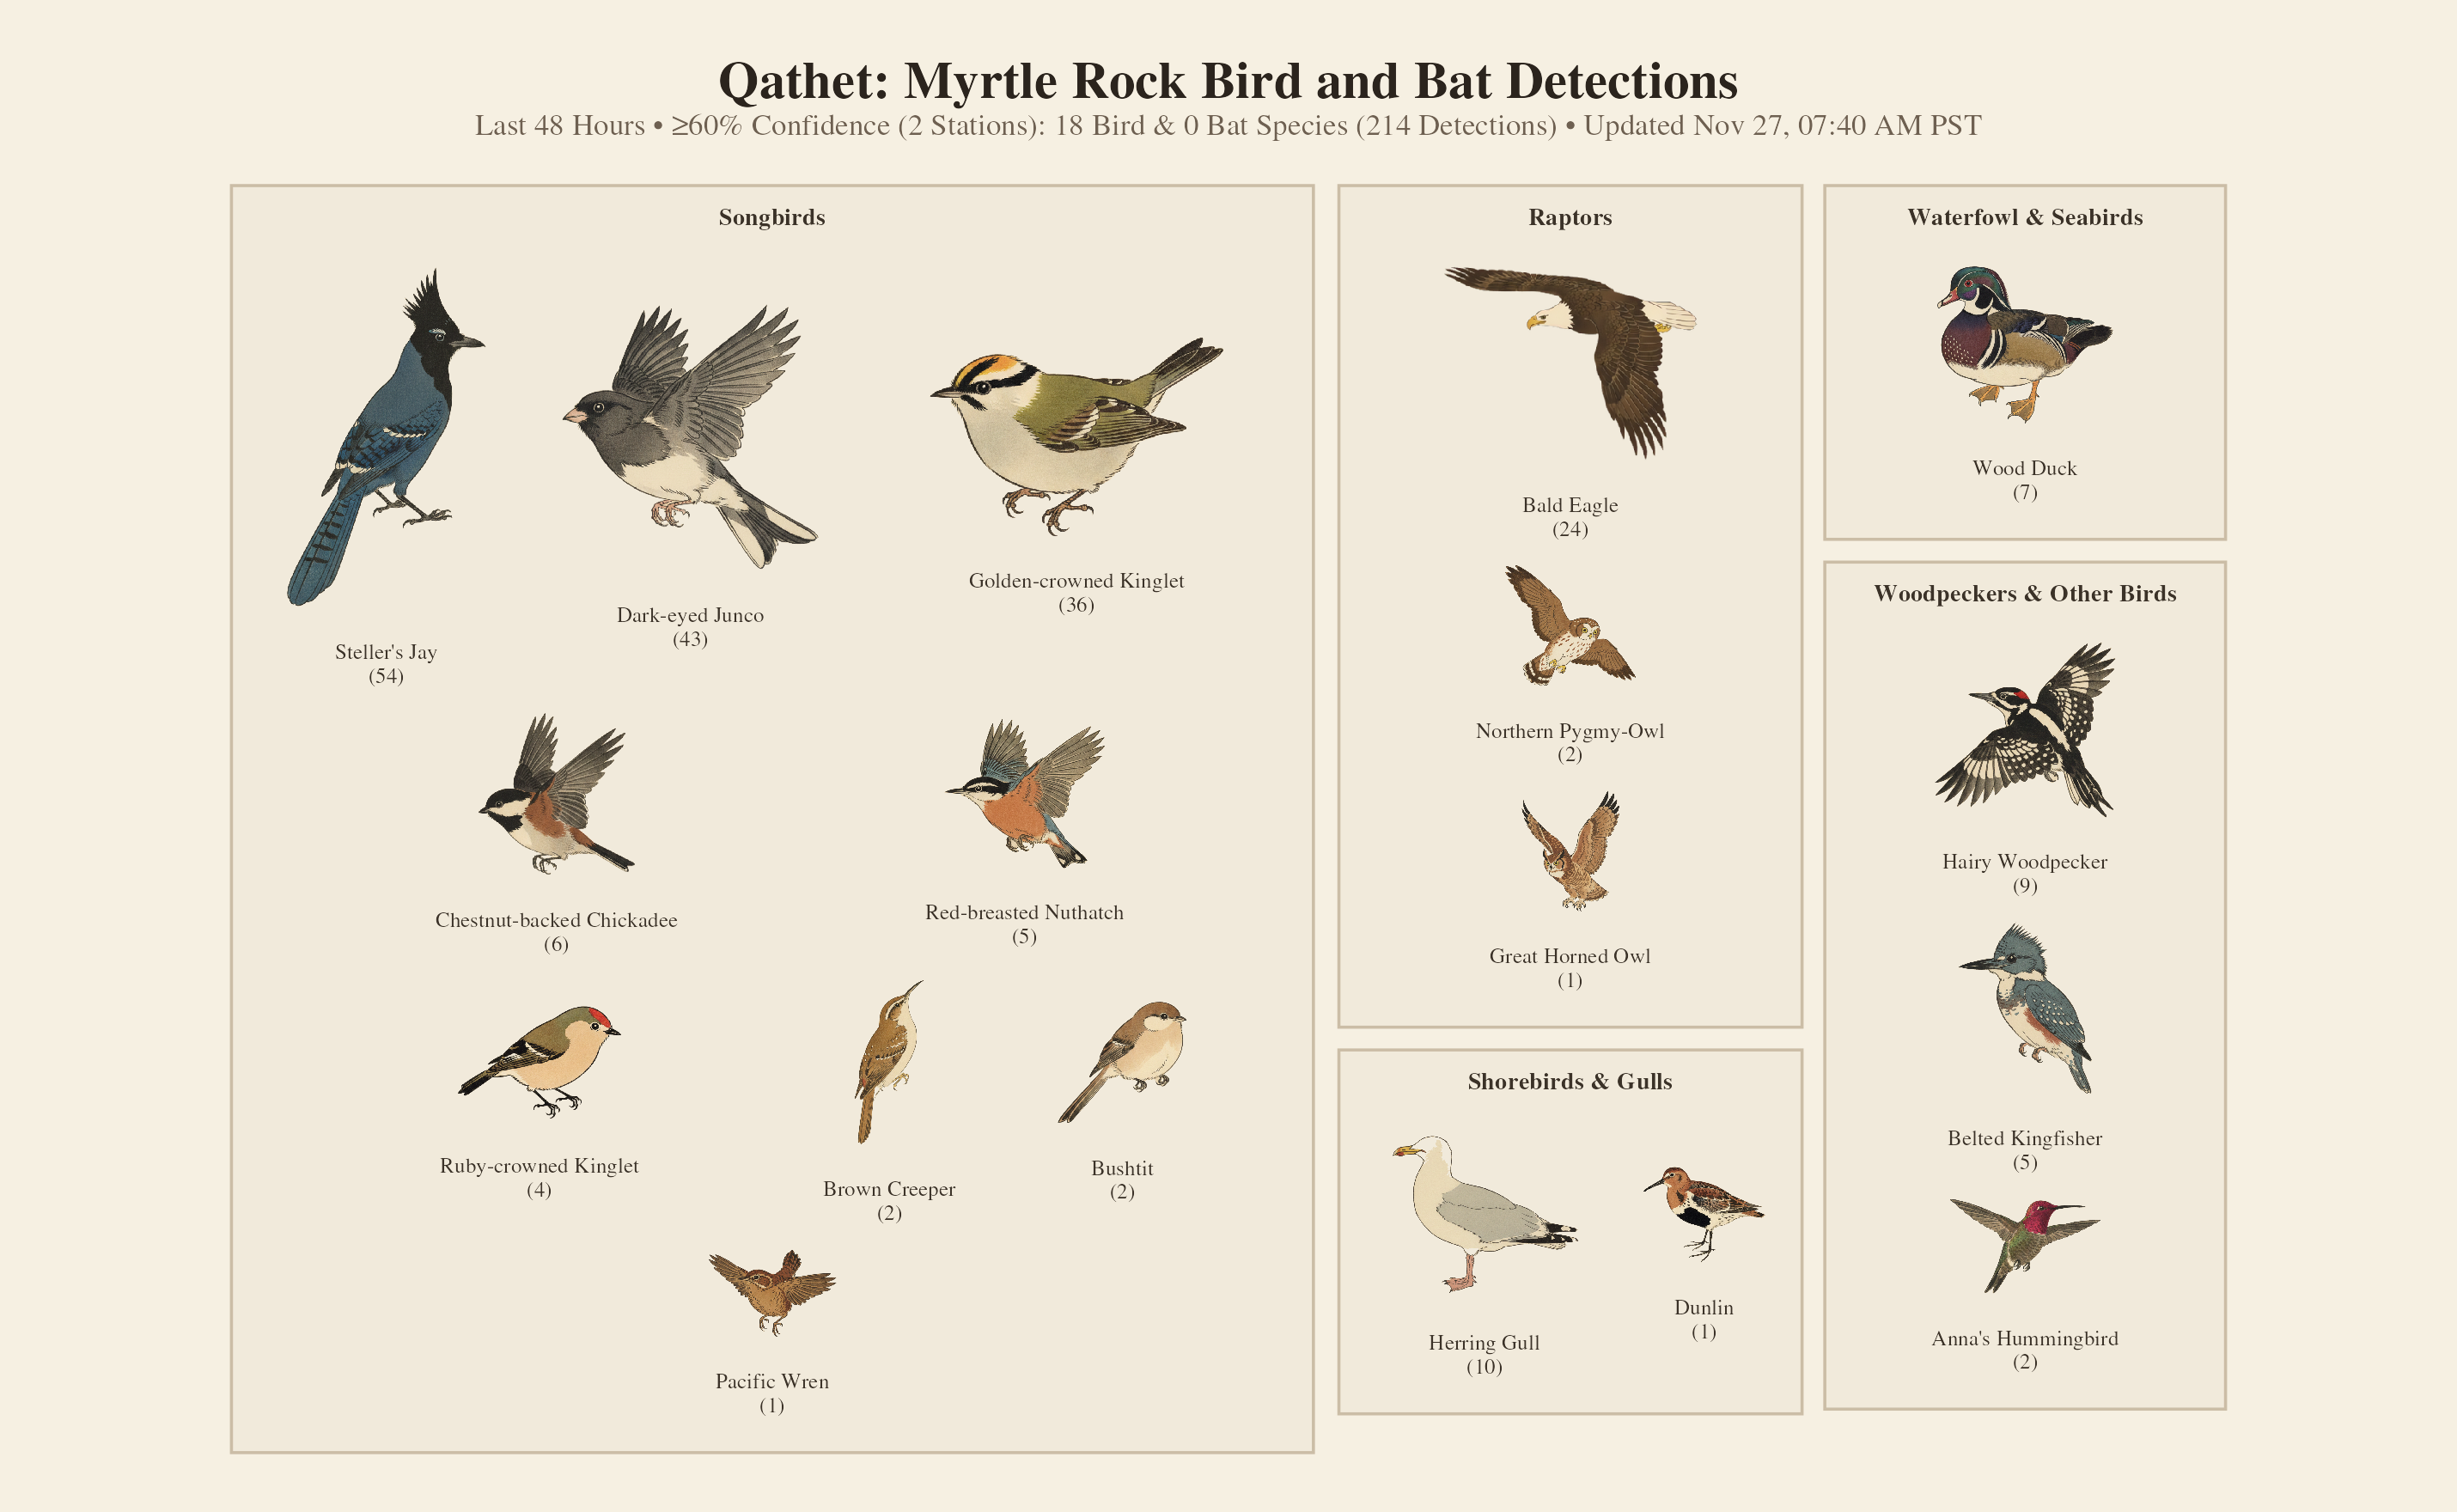 Qathet: Myrtle Rock Bird and Bat Detections
Last 48 Hours • ≥60% Confidence (2 Stations): 18 Bird & 0 Bat Species (214 Detections) • Updated Nov 27, 07:40 AM PST
Songbirds
Steller's Jay
(54)
Dark-eyed Junco
(43)
Golden-crowned Kinglet
(36)
Chestnut-backed Chickadee
(6)
Red-breasted Nuthatch
(5)
Ruby-crowned Kinglet
(4)
Brown Creeper
(2)
Bushtit
(2)
Pacific Wren
(1)
Raptors
Bald Eagle
(24)
Northern Pygmy-Owl
(2)
Great Horned Owl
(1)
Shorebirds & Gulls
Herring Gull
(10)
Dunlin
(1)
Waterfowl & Seabirds
Wood Duck
(7)
Woodpeckers & Other Birds
Hairy Woodpecker
(9)
Belted Kingfisher
(5)
Anna's Hummingbird
(2)